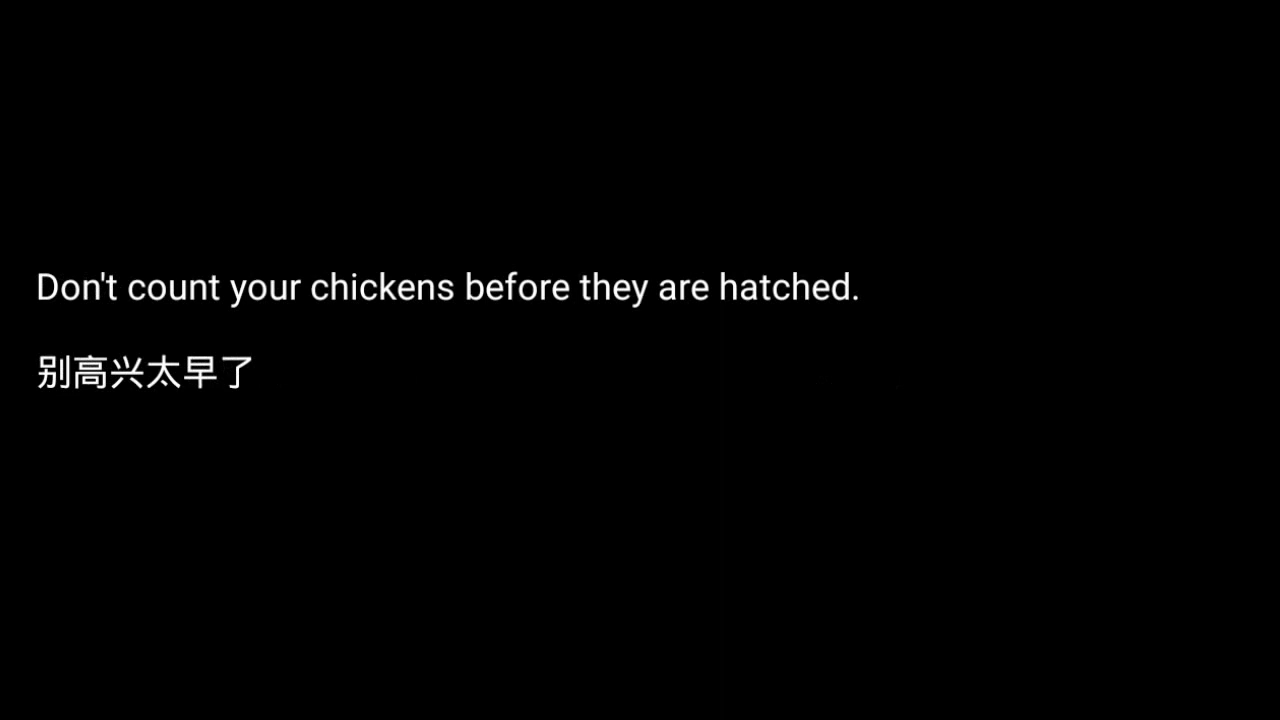 Don't count your chickens before they are hatched.
别高兴太早了